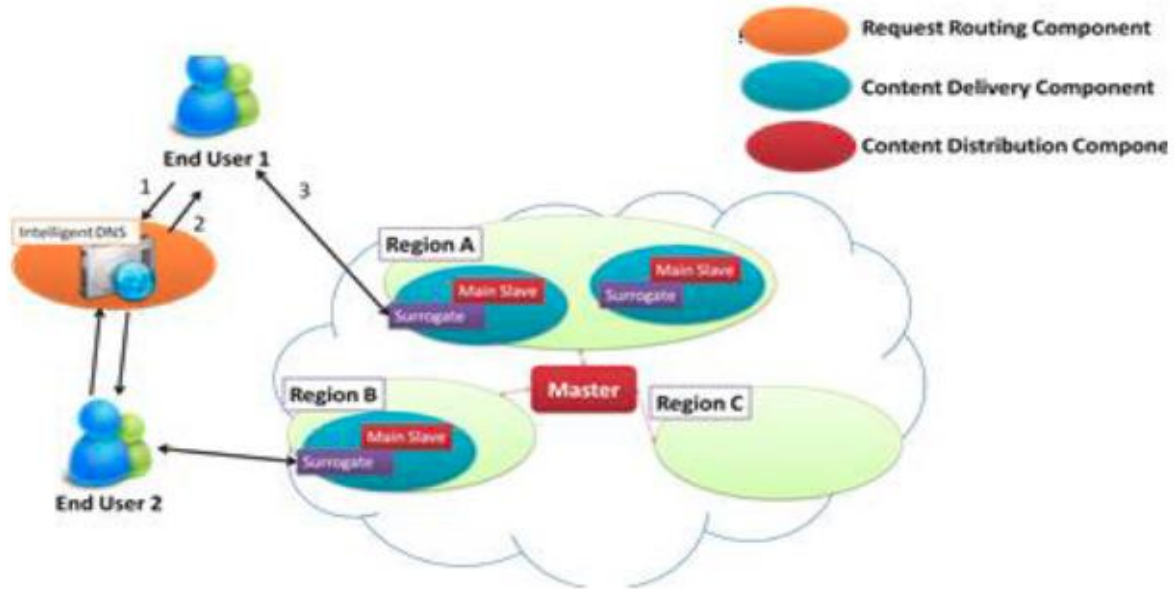 Request Routing Component
Content Delivery Component
Content Distribution Compone
End User 1
1
2
3
Intelligent DNS
Region A
Main Slave
Surrogate
Main Slave
Surrogate
Master
Region B
Main Slave
Surrogate
Region C
End User 2